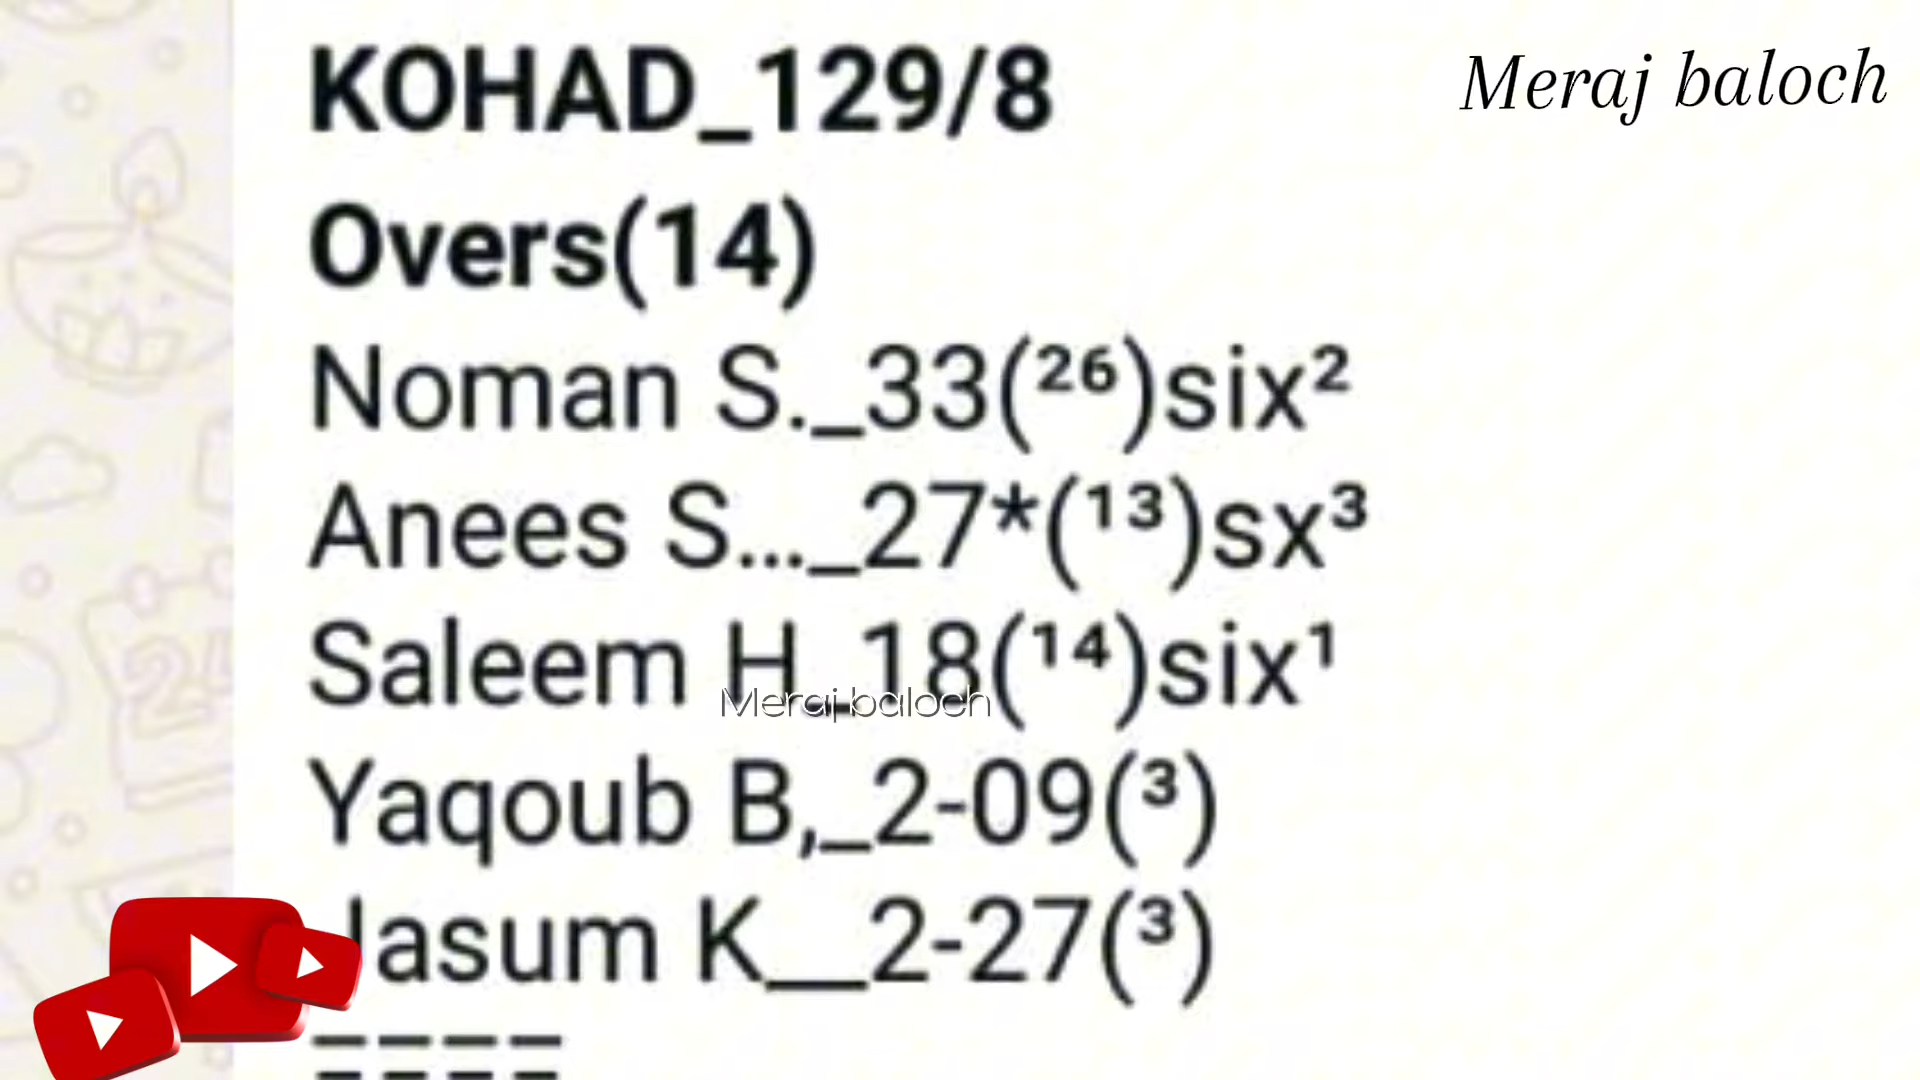 KOHAD_129/8
Meraj baloch
Overs(14)
Noman S._33(²⁶)six²
Anees S..._27*(¹³)sx³
Saleem H_18(¹⁴)six¹
Meraj baloch
Yaqoub B,_2-09(³)
Jasum K__2-27(³)
====